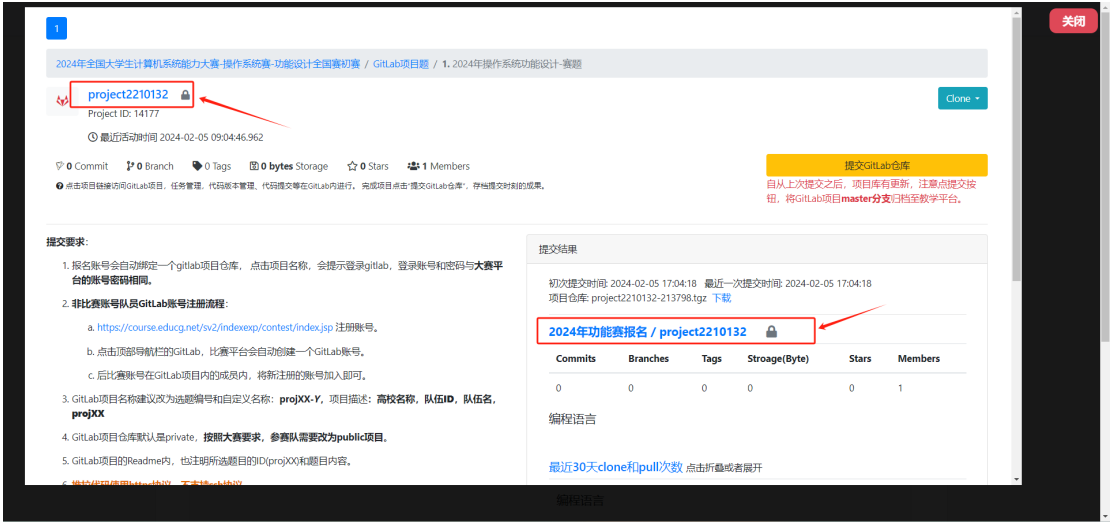 关闭
1
2024年全国大学生计算机系统能力大赛-操作系统赛-功能设计全国赛初赛 / GitLab项目题 / 1. 2024年操作系统功能设计-赛题
project2210132
Clone
Project ID: 14177
最近活动时间 2024-02-05 09:04:46.962
0 Commit 0 Branch 0 Tags 0 bytes Storage 0 Stars 1 Members
提交GitLab仓库
点击项目链接访问GitLab项目，任务管理、代码版本管理、代码提交等在GitLab内进行。 完成项目点击“提交GitLab仓库”，存档提交时刻的成果。
自从上次提交之后，项目库有更新，注意点提交按
钮，将GitLab项目master分支归档至教学平台。
提交要求：
1. 报名账号会自动绑定一个gitlab项目仓库， 点击项目名称，会提示登录gitlab，登录账号和密码与大赛平
台的账号密码相同。
2. 非比赛账号队员GitLab账号注册流程：
a. https://course.educg.net/sv2/indexexp/contest/index.jsp 注册账号。
b. 点击顶部导航栏的GitLab，比赛平台会自动创建一个GitLab账号。
c. 后比赛账号在GitLab项目内的成员内，将新注册的账号加入即可。
3. GitLab项目名称建议改为选题编号和自定义名称：projXX-Y，项目描述：高校名称，队伍ID，队伍名，
projXX
4. GitLab项目仓库默认是private，按照大赛要求，参赛队需要改为public项目。
5. GitLab项目的Readme内，也注明所选题目的ID(projXX)和题目内容。
6. 推拉代码使用https协议，不支持ssh协议
提交结果
初次提交时间: 2024-02-05 17:04:18 最近一次提交时间: 2024-02-05 17:04:18
项目仓库: project2210132-213798.tgz 下载
2024年功能赛报名 / project2210132
Commits Branches Tags Stroage(Byte) Stars Members
0 0 0 0 0 1
编程语言
最近30天clone和pull次数 点击折叠或者展开
编程语言